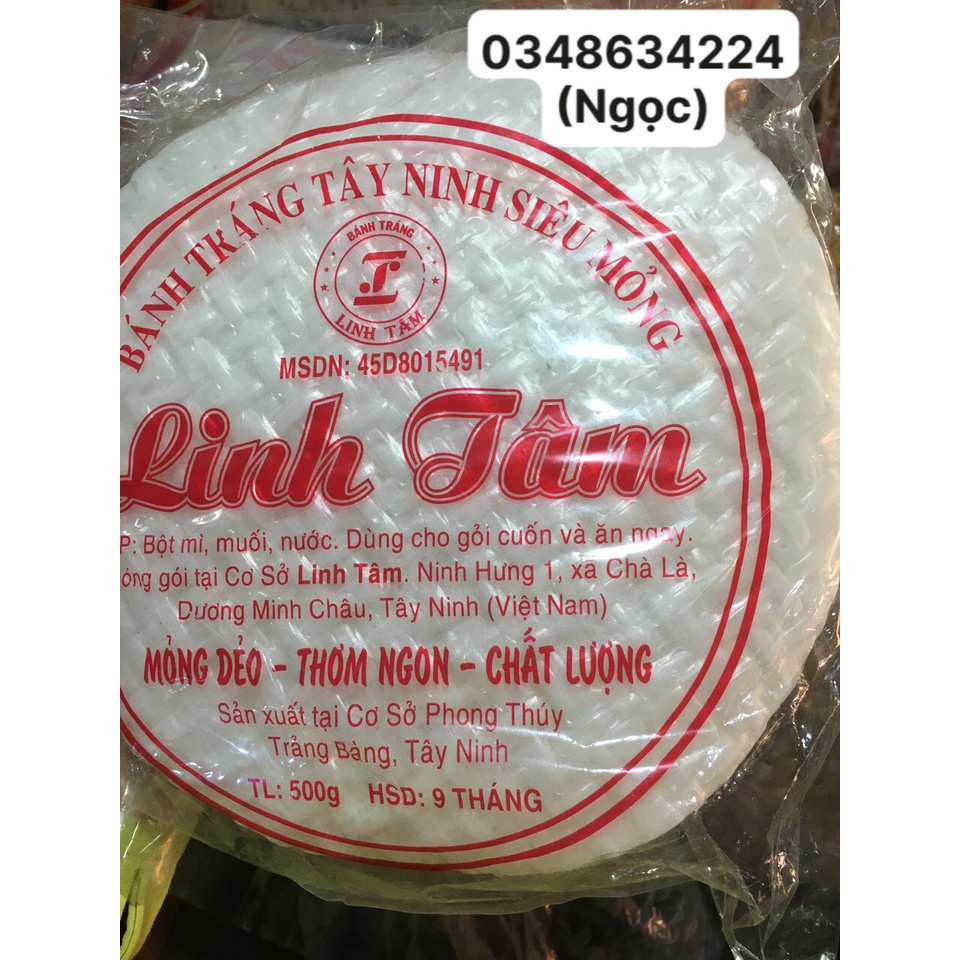 0348634224
(Ngọc)
BÁNH TRÁNG TÂY NINH SIÊU MỎNG
BÁNH TRÁNG
LINH TÂM
MSDN: 45D8015491
Linh Tâm
P: Bột mì, muối, nước. Dùng cho gỏi cuốn và ăn ngay.
óng gói tại Cơ Sở Linh Tâm. Ninh Hưng 1, xã Chà Là,
Dương Minh Châu, Tây Ninh (Việt Nam)
MỎNG DẺO - THƠM NGON - CHẤT LƯỢNG
Sản xuất tại Cơ Sở Phong Thúy
Trảng Bàng, Tây Ninh
TL: 500g HSD: 9 THÁNG